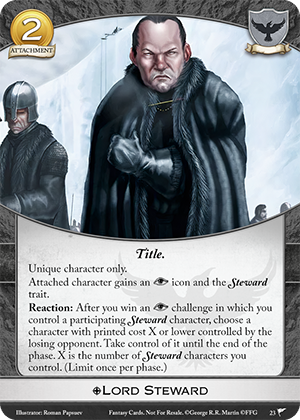 2
ATTACHMENT
Title.
Unique character only.
Attached character gains an icon and the Steward
trait.
Reaction: After you win an challenge in which you
control a participating Steward character, choose a
character with printed cost X or lower controlled by the
losing opponent. Take control of it until the end of the
phase. X is the number of Steward characters you
control. (Limit once per phase.)
LORD STEWARD
Illustrator: Roman Papsuev Fantasy Cards. Not For Resale. ©George R.R. Martin ©FFG 23